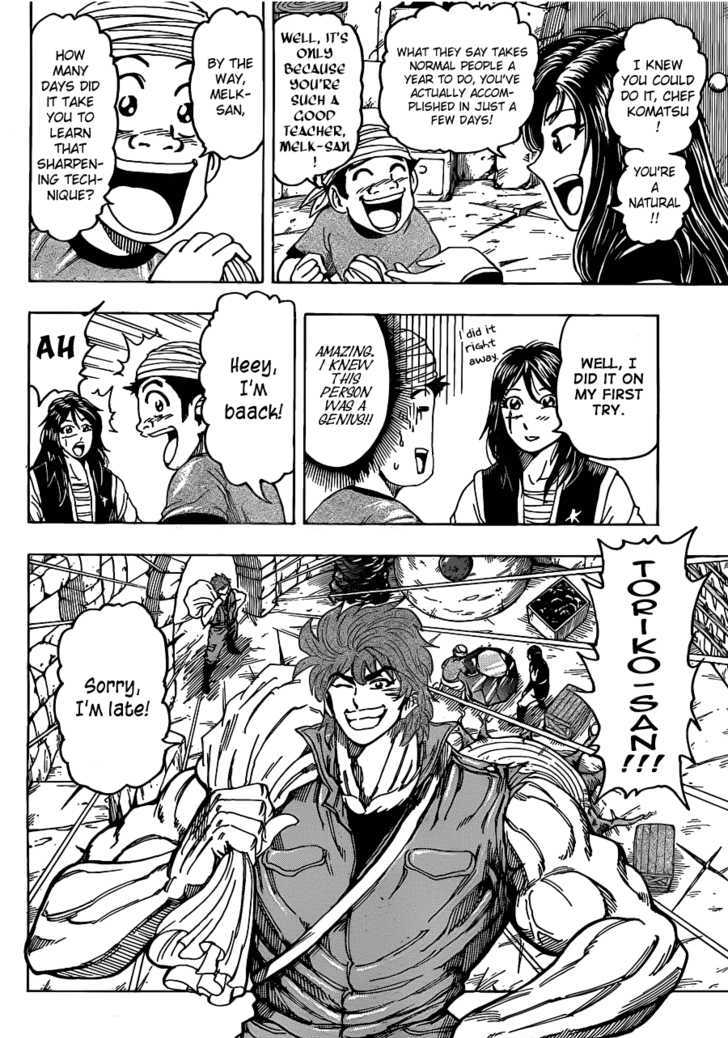 I KNEW
YOU COULD
DO IT, CHEF
KOMATSU
!
YOU'RE
A
NATURAL
!!
WHAT THEY SAY TAKES
NORMAL PEOPLE A
YEAR TO DO, YOU'VE
ACTUALLY ACCOM-
PLISHED IN JUST A
FEW DAYS!
WELL, IT'S
ONLY
BECAUSE
YOU'RE
SUCH A
GOOD
TEACHER,
MELK-SAN
!
BY THE
WAY,
MELK-
SAN,
HOW
MANY
DAYS DID
IT TAKE
YOU TO
LEARN
THAT
SHARPEN-
ING TECH-
NIQUE?
WELL, I
DID IT ON
MY FIRST
TRY.
I did it
right
away.
AMAZING.
I KNEW
THIS
PERSON
WAS A
GENIUS!!
Heey,
I'm
baack!
AH
TORIKO-SAN!!!
Sorry,
I'm late!